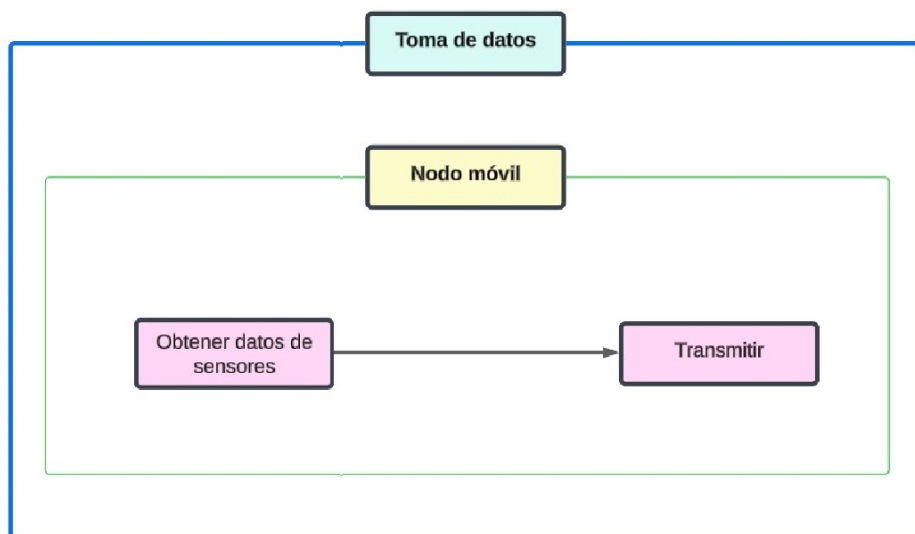 Toma de datos
Nodo móvil
Obtener datos de
sensores
Transmitir